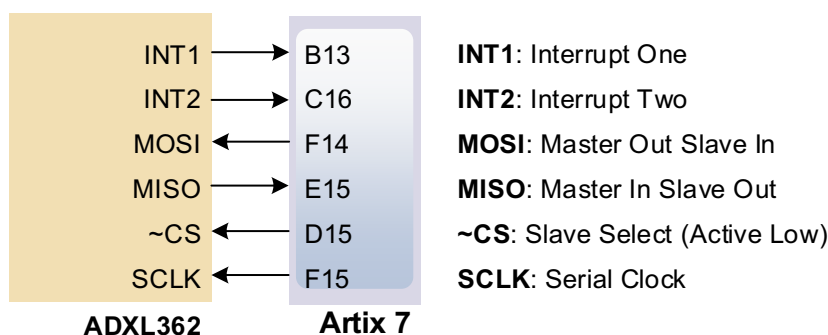 INT1 B13 INT1: Interrupt One
INT2 C16 INT2: Interrupt Two
MOSI F14 MOSI: Master Out Slave In
MISO E15 MISO: Master In Slave Out
~CS D15 ~CS: Slave Select (Active Low)
SCLK F15 SCLK: Serial Clock
ADXL362 Artix 7